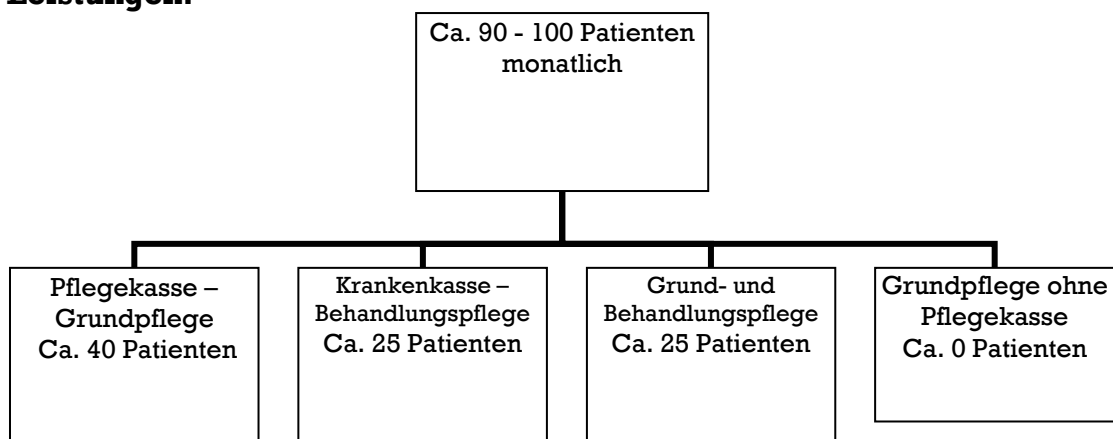 Ca. 90 - 100 Patienten
monatlich
Pflegekasse –
Grundpflege
Ca. 40 Patienten
Krankenkasse –
Behandlungspflege
Ca. 25 Patienten
Grund- und
Behandlungspflege
Ca. 25 Patienten
Grundpflege ohne
Pflegekasse
Ca. 0 Patienten